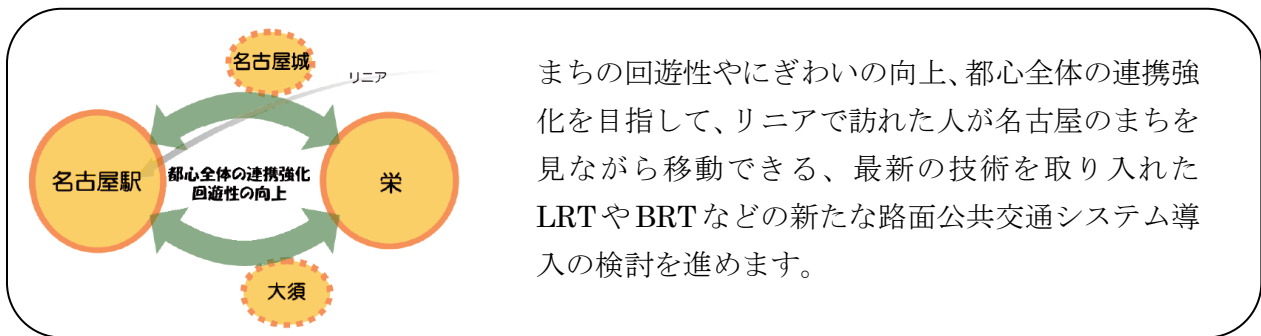 名古屋城
リニア
名古屋駅
都心全体の連携強化
回遊性の向上
栄
大須
まちの回遊性やにぎわいの向上、都心全体の連携強
化を目指して、リニアで訪れた人が名古屋のまちを
見ながら移動できる、最新の技術を取り入れた
LRTやBRTなどの新たな路面公共交通システム導
入の検討を進めます。